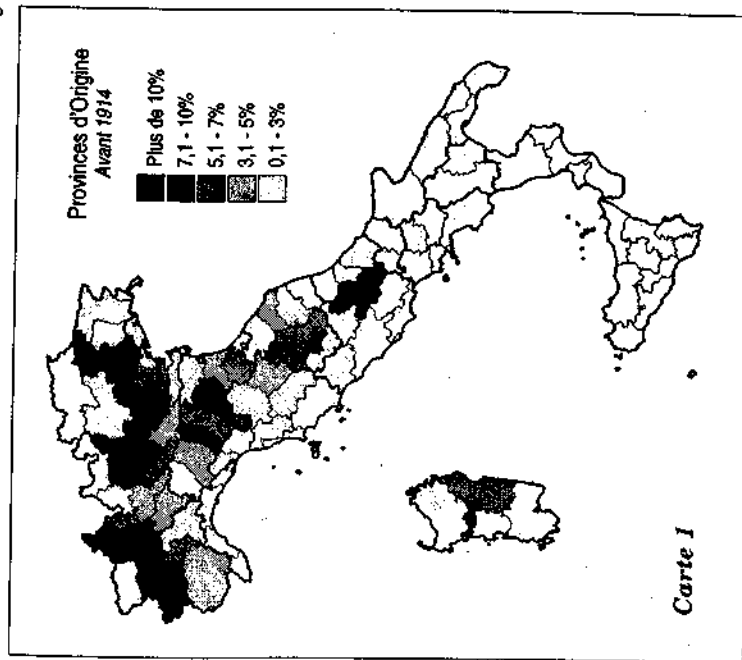 Provinces d'Origine
Avant 1914
Plus de 10%
7,1 - 10%
5,1 - 7%
3,1 - 5%
0,1 - 3%
Carte 1